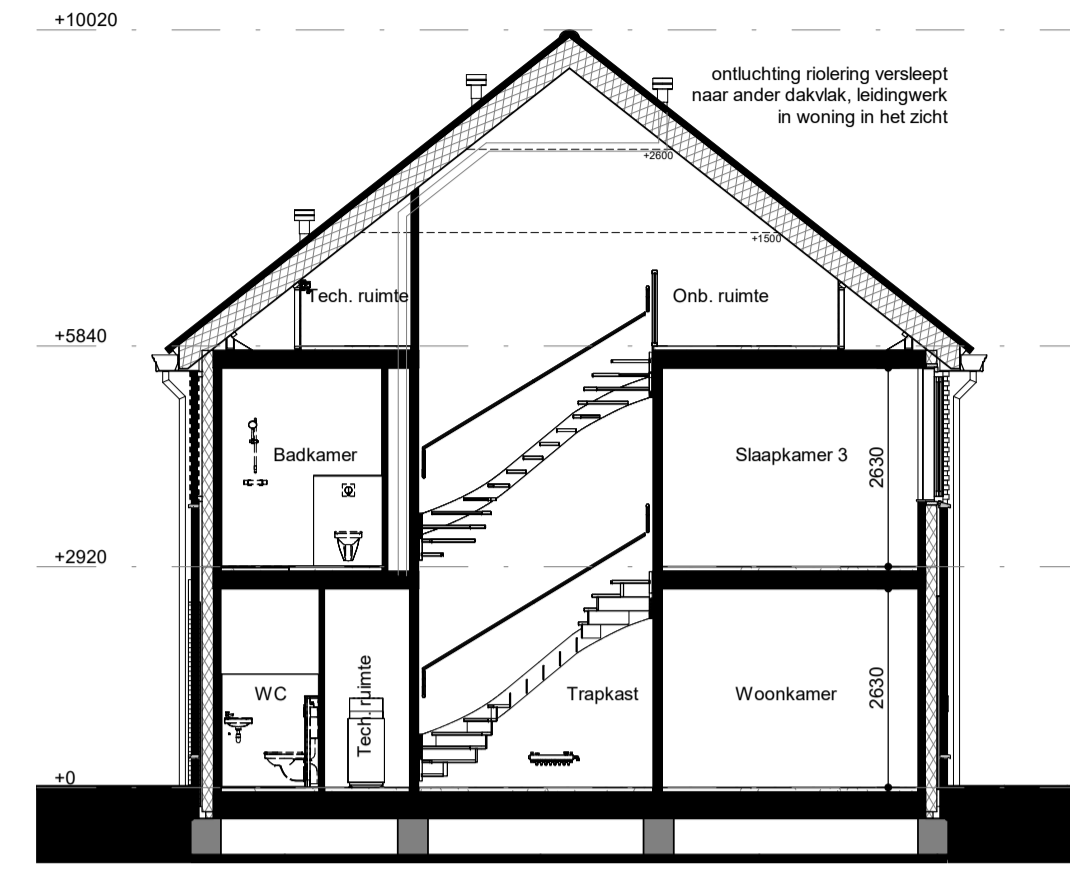 +10020
ontluchting riolering versleept
naar ander dakvlak, leidingwerk
in woning in het zicht
+2600
+1500
Tech. ruimte
Onb. ruimte
+5840
Badkamer
Slaapkamer 3
2630
+2920
WC
Tech. ruimte
Trapkast
Woonkamer
2630
+0